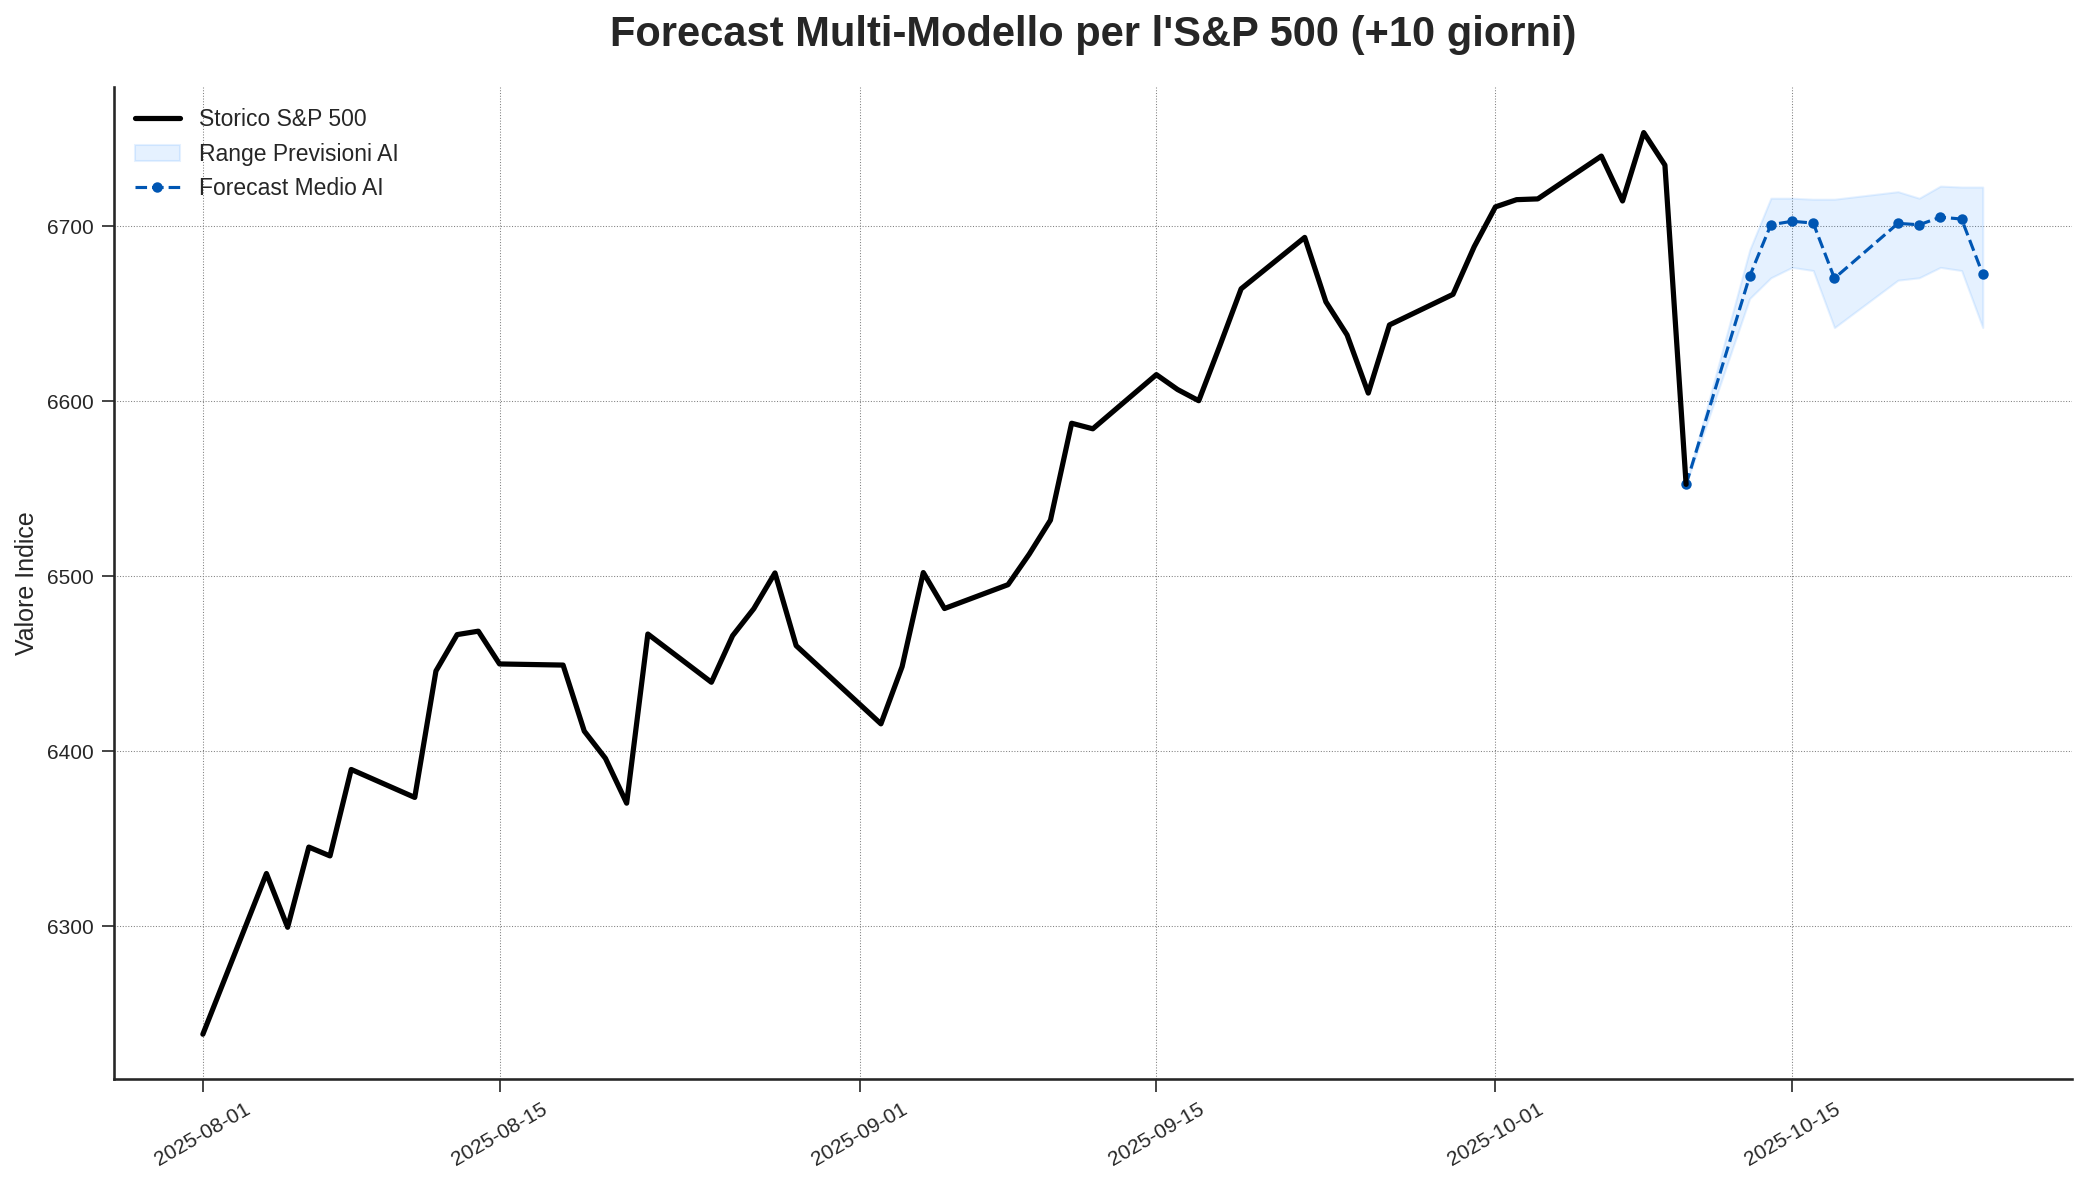 Forecast Multi-Modello per l'S&P 500 (+10 giorni)
Storico S&P 500
Range Previsioni AI
Forecast Medio AI
Valore Indice
6700
6600
6500
6400
6300
2025-08-01
2025-08-15
2025-09-01
2025-09-15
2025-10-01
2025-10-15